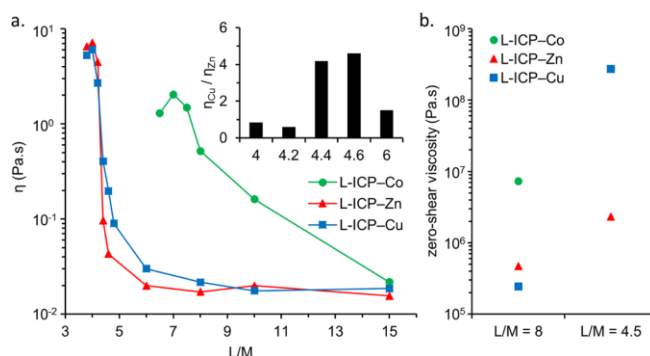 a.
η (Pa.s)
10¹
10⁰
10⁻¹
10⁻²
3 5 7 9 11 13 15
L/M
η_Cu / η_Zn
6
4
2
0
4 4.2 4.4 4.6 6
L-ICP–Co
L-ICP–Zn
L-ICP–Cu
b.
zero-shear viscosity (Pa.s)
10⁹
10⁸
10⁷
10⁶
10⁵
L-ICP–Co
L-ICP–Zn
L-ICP–Cu
L/M = 8 L/M = 4.5